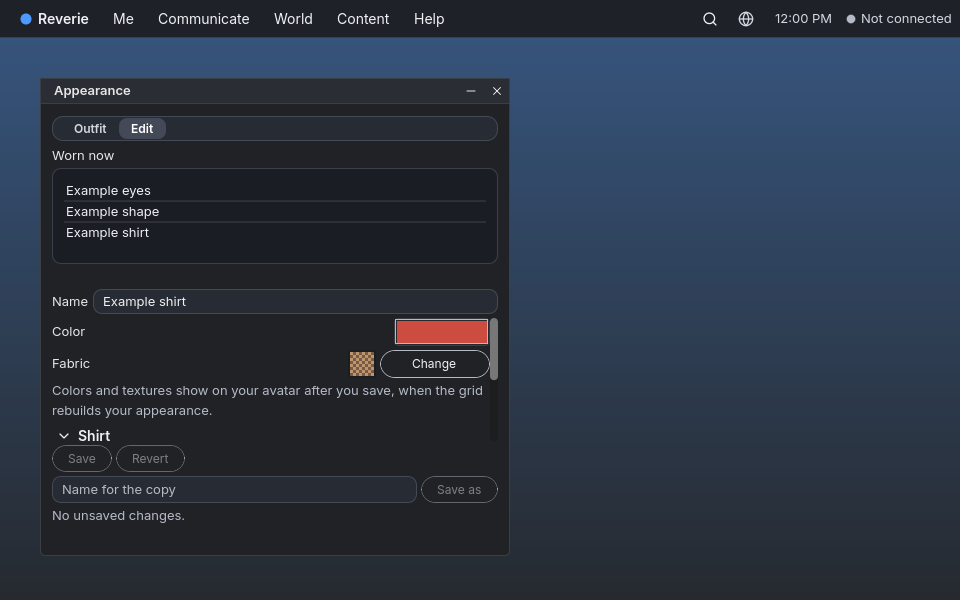 Reverie Me Communicate World Content Help 12:00 PM Not connected
Appearance
Outfit Edit
Worn now
Example eyes
Example shape
Example shirt
Name Example shirt
Color
Fabric Change
Colors and textures show on your avatar after you save, when the grid
rebuilds your appearance.
Shirt
Save Revert
Name for the copy Save as
No unsaved changes.